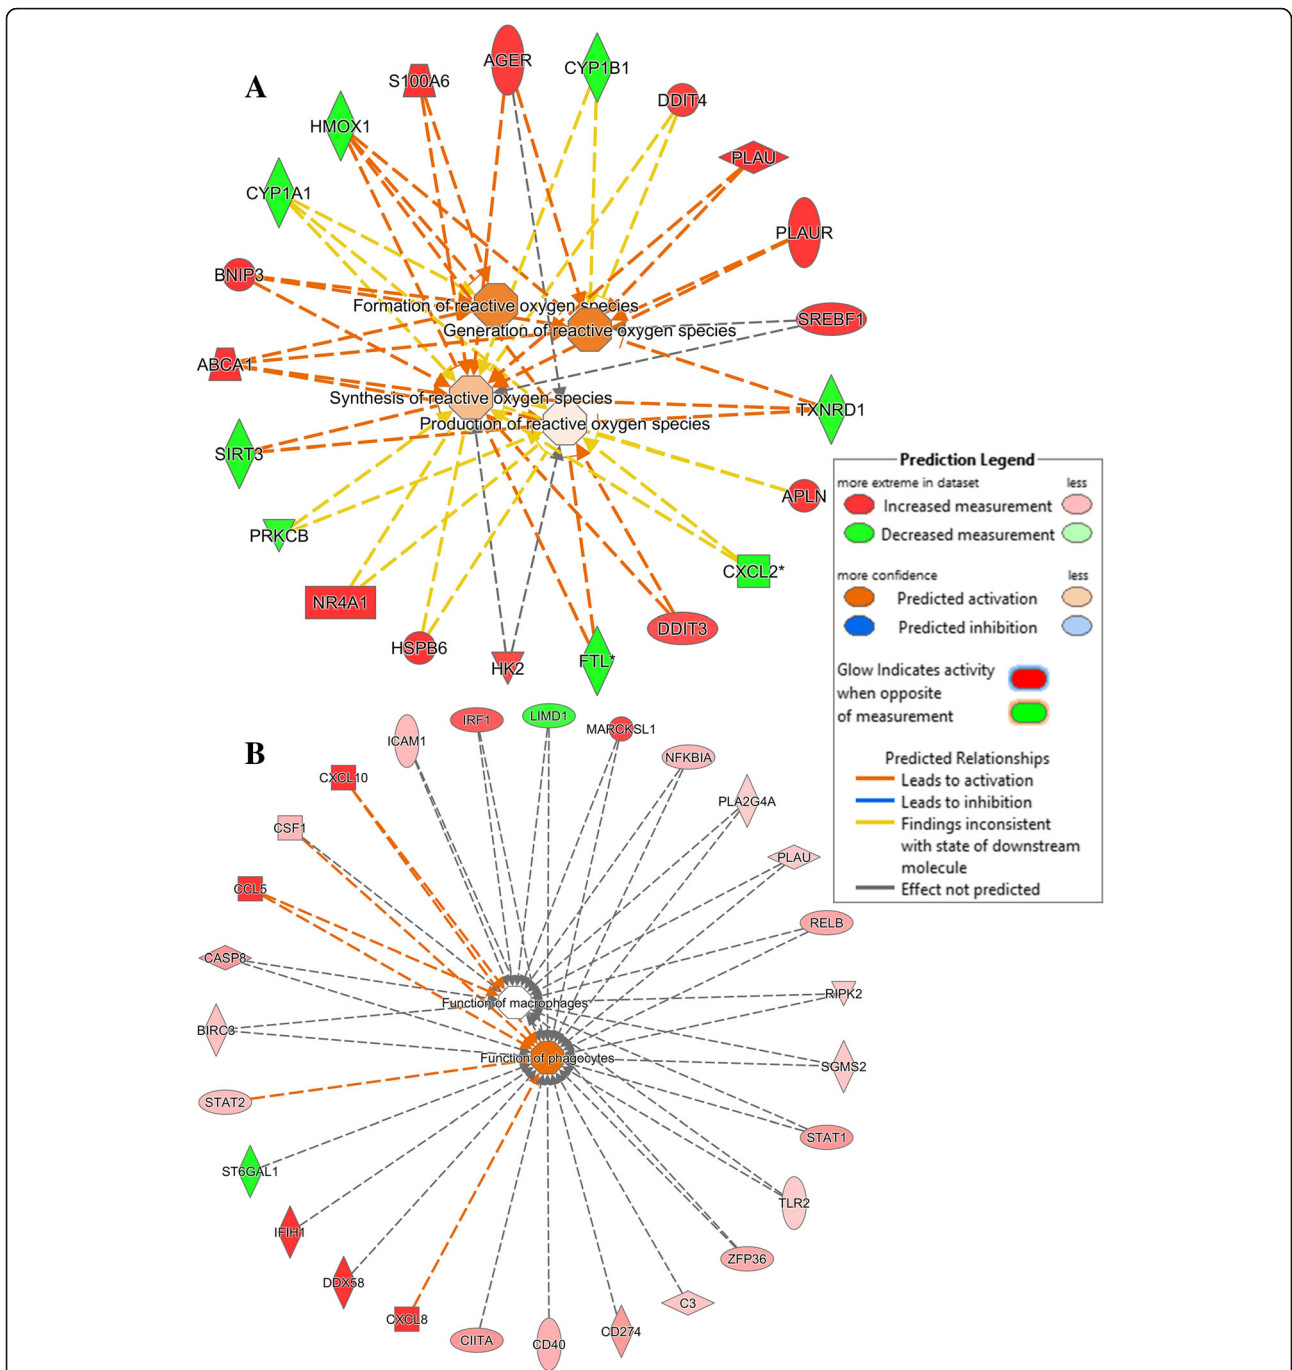 A
AGER
CYP1B1
S100A6
DDIT4
HMOX1
PLAU
CYP1A1
PLAUR
BNIP3
Formation of reactive oxygen species
SREBF1
Generation of reactive oxygen species
ABCA1
Synthesis of reactive oxygen species
TXNRD1
Production of reactive oxygen species
SIRT3
APLN
PRKCB
CXCL2*
NR4A1
DDIT3
HSPB6
HK2
FTL*
Prediction Legend
more extreme in dataset less
Increased measurement
Decreased measurement
more confidence less
Predicted activation
Predicted inhibition
Glow Indicates activity
when opposite
of measurement
Predicted Relationships
Leads to activation
Leads to inhibition
Findings inconsistent
with state of downstream
molecule
Effect not predicted
B
LIMD1
IRF1
MARCKSL1
ICAM1
NFKBIA
CXCL10
PLA2G4A
CSF1
PLAU
CCL5
RELB
CASP8
RIPK2
Function of macrophages
BIRC3
Function of phagocytes
SGMS2
STAT2
STAT1
ST6GAL1
TLR2
IFIH1
ZFP36
DDX58
C3
CXCL8
CD274
CIITA
CD40